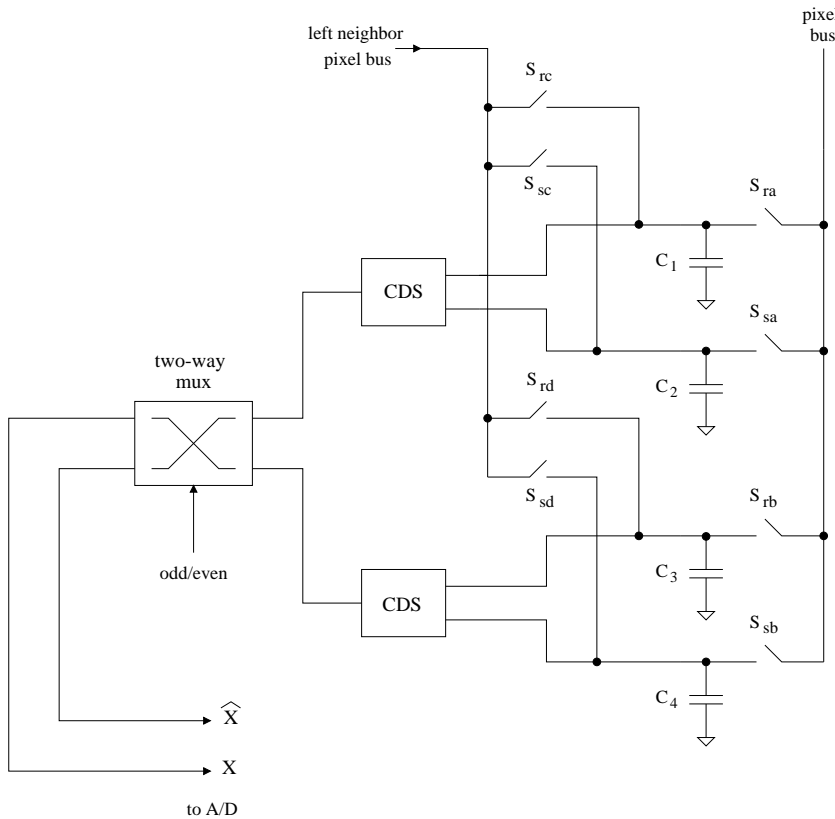 pixel
bus
left neighbor
pixel bus
S rc
S sc
S ra
C 1
CDS
S sa
two-way
mux
C 2
S rd
S sd
S rb
odd/even
CDS
C 3
S sb
C 4
X̂
X
to A/D